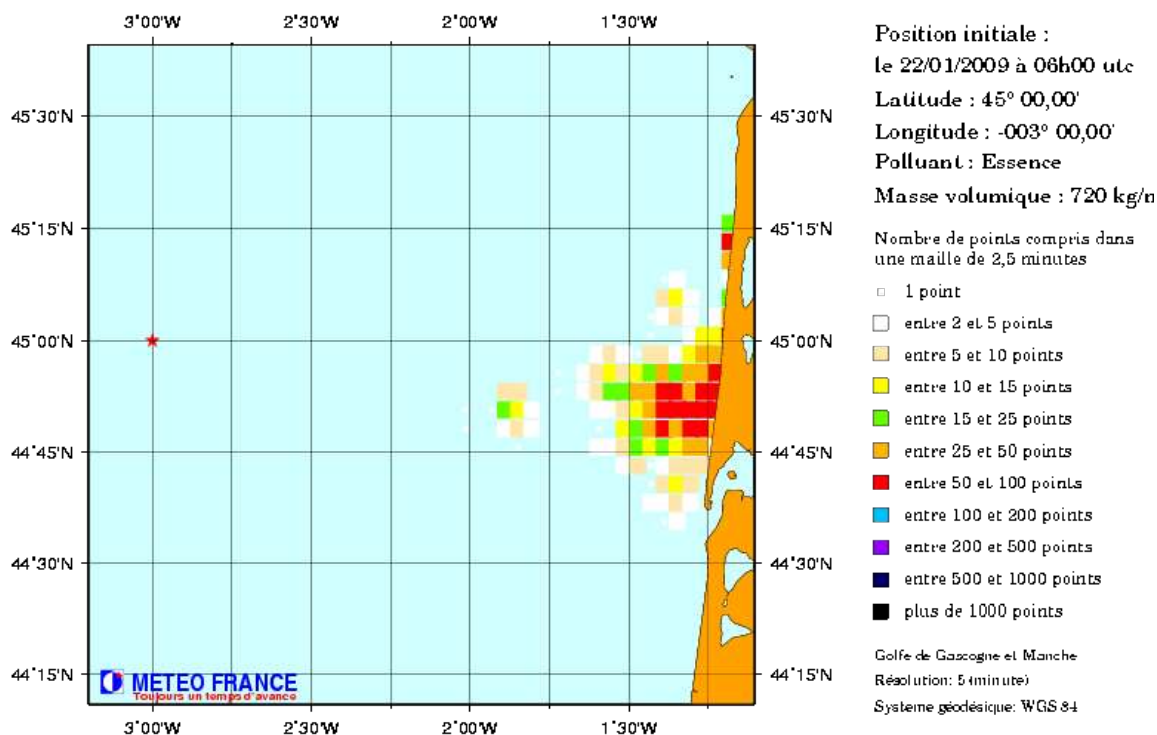 3°00'W 2°30'W 2°00'W 1°30'W
45°30'N 45°30'N
45°15'N 45°15'N
45°00'N 45°00'N
44°45'N 44°45'N
44°30'N 44°30'N
44°15'N 44°15'N
3°00'W 2°30'W 2°00'W 1°30'W
METEO FRANCE
Toujours un temps d'avance
Position initiale :
le 22/01/2009 à 06h00 utc
Latitude : 45° 00,00'
Longitude : -003° 00,00'
Polluant : Essence
Masse volumique : 720 kg/m
Nombre de points compris dans
une maille de 2,5 minutes
1 point
entre 2 et 5 points
entre 5 et 10 points
entre 10 et 15 points
entre 15 et 25 points
entre 25 et 50 points
entre 50 et 100 points
entre 100 et 200 points
entre 200 et 500 points
entre 500 et 1000 points
plus de 1000 points
Golfe de Gascogne et Manche
Résolution: 5 (minute)
Système géodésique: WGS 84